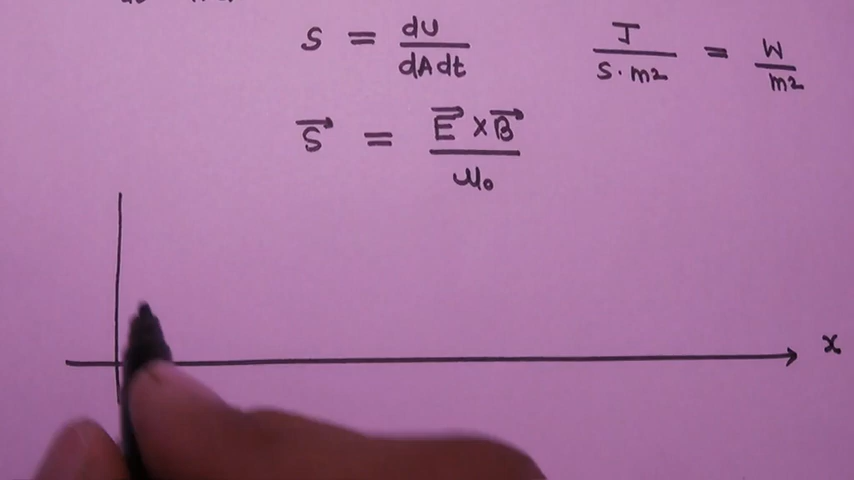 S = dU/dAdt J/S·m2 = W/m2
S⃗ = E⃗ × B⃗/μ₀
x